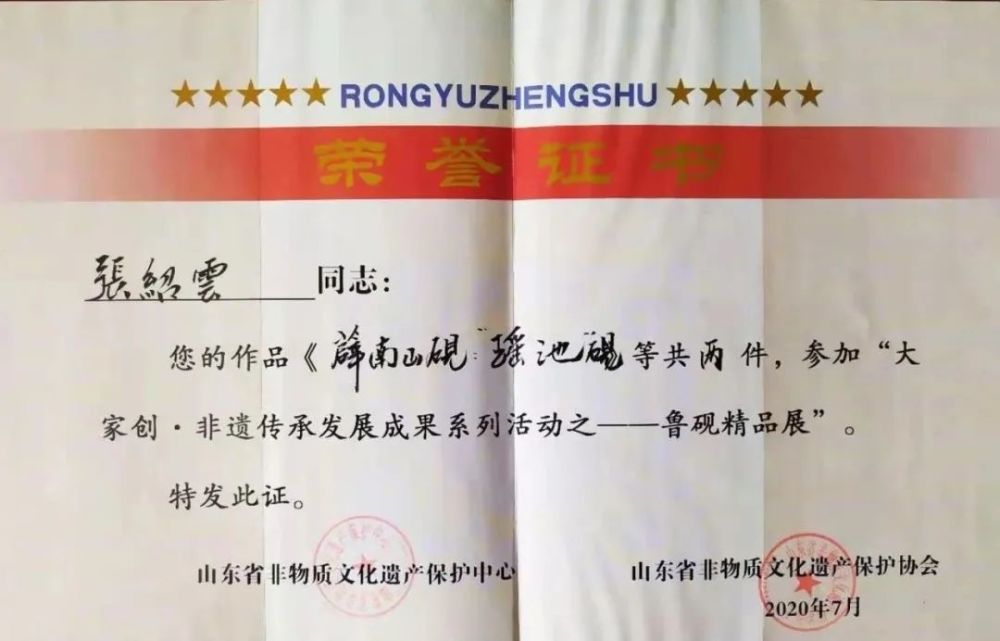 RONGYUZHENGSHU
荣誉证书
張紹雲同志：
您的作品《薛南山硯"瑶池硯等共两件，参加“大
家创·非遗传承发展成果系列活动之——鲁砚精品展”。
特发此证。
山东省非物质文化遗产保护中心
山东省非物质文化遗产保护协会
2020年7月